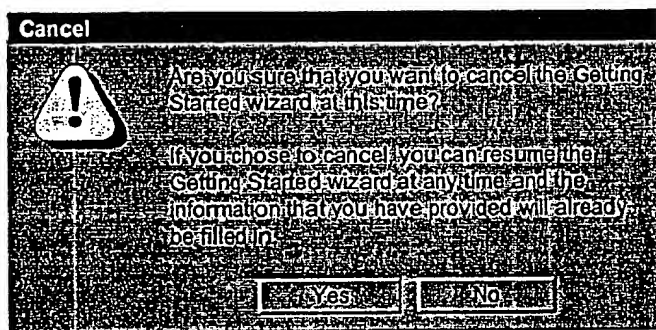 Cancel
Are you sure that you want to cancel the Getting
Started wizard at this time?
If you chose to cancel, you can resume the
Getting Started wizard at any time and the
information that you have provided will already
be filled in.
Yes
No